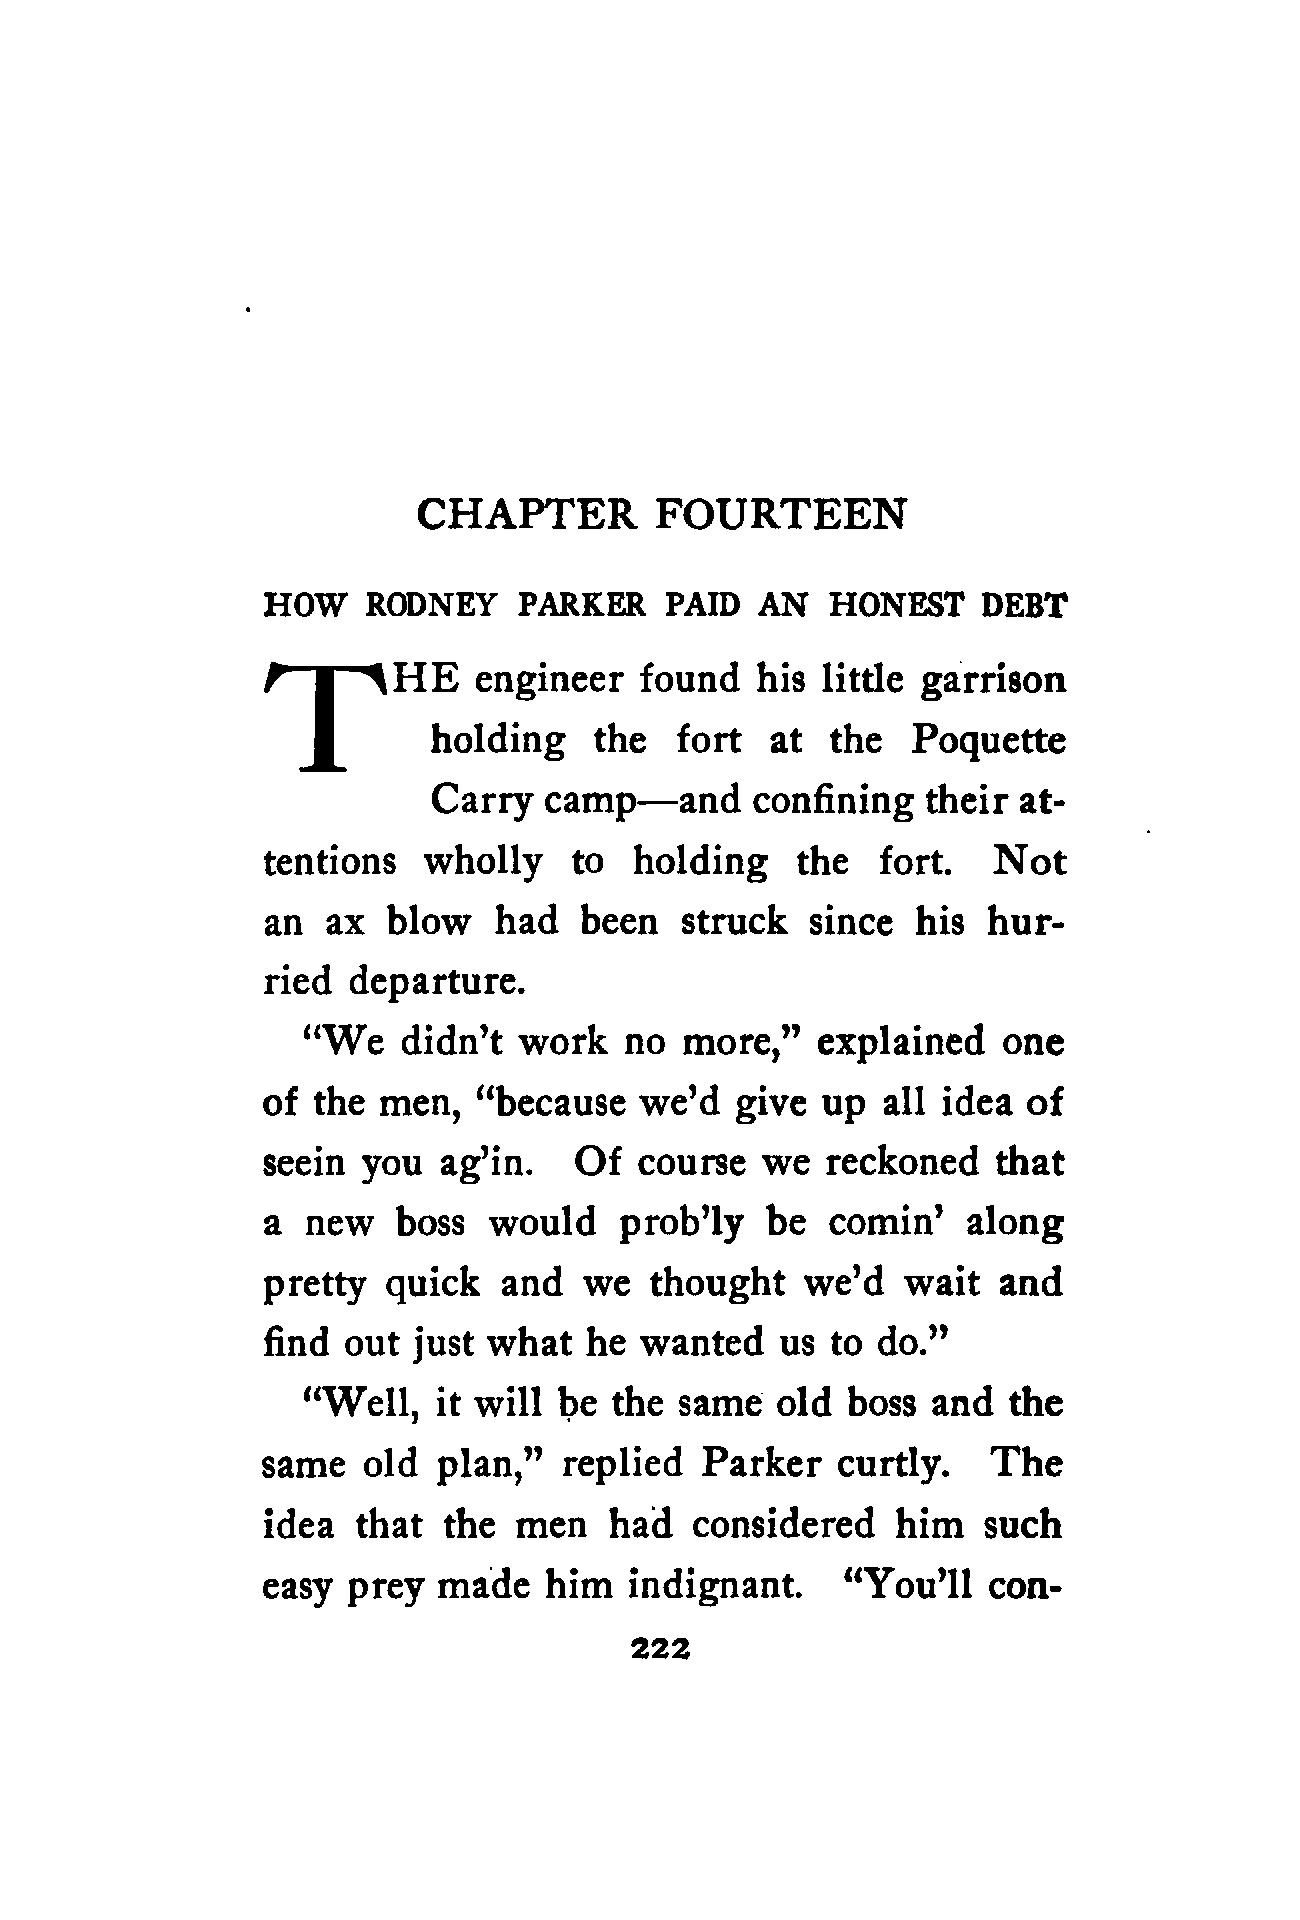 CHAPTER FOURTEEN
HOW RODNEY PARKER PAID AN HONEST DEBT
THE engineer found his little garrison
holding the fort at the Poquette
Carry camp—and confining their at-
tentions wholly to holding the fort. Not
an ax blow had been struck since his hur-
ried departure.
“We didn’t work no more,” explained one
of the men, “because we’d give up all idea of
seein you ag’in. Of course we reckoned that
a new boss would prob’ly be comin’ along
pretty quick and we thought we’d wait and
find out just what he wanted us to do.”
“Well, it will be the same old boss and the
same old plan,” replied Parker curtly. The
idea that the men had considered him such
easy prey made him indignant. “You’ll con-
222